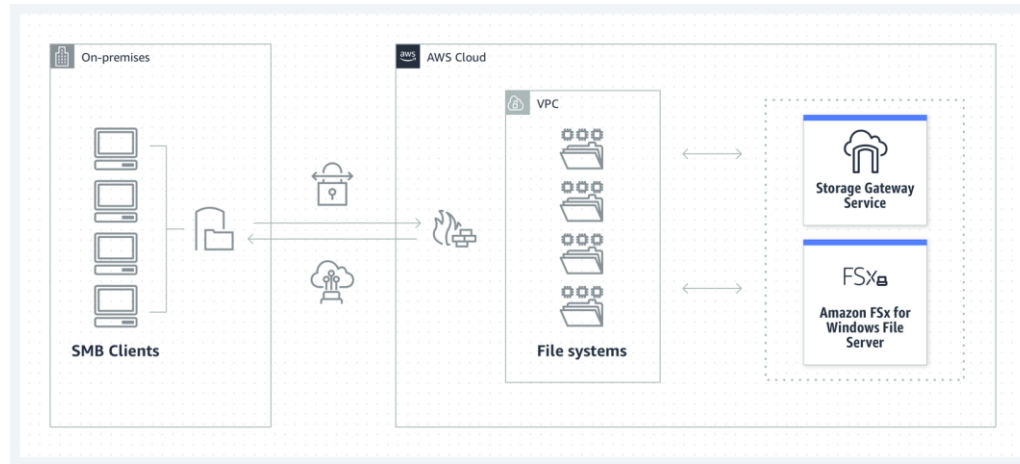 On-premises
SMB Clients
aws
AWS Cloud
VPC
File systems
Storage Gateway
Service
FSx
Amazon FSx for
Windows File
Server